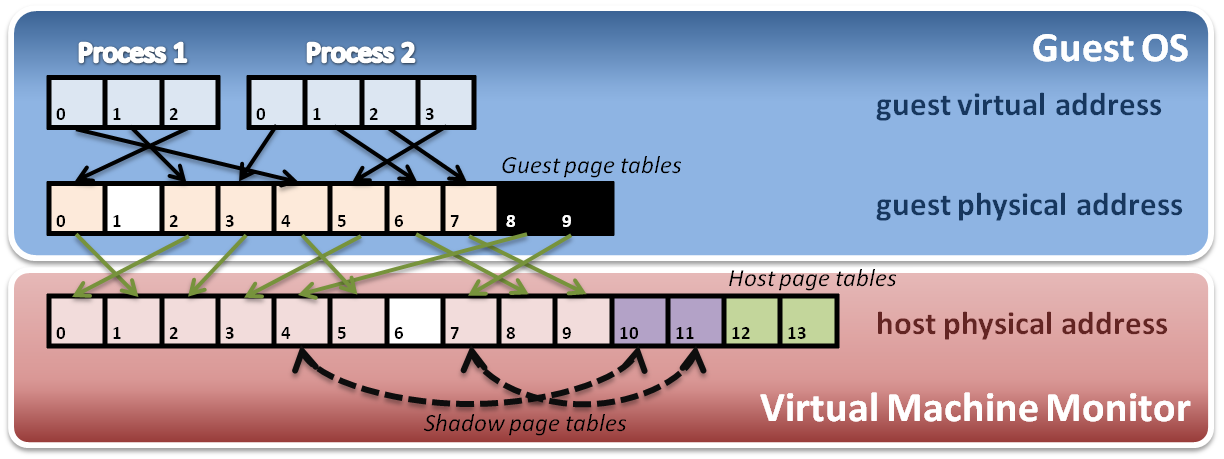 Process 1
Process 2
Guest OS
0 1 2
0 1 2 3
guest virtual address
Guest page tables
0 1 2 3 4 5 6 7 8 9
guest physical address
Host page tables
0 1 2 3 4 5 6 7 8 9 10 11 12 13
host physical address
Shadow page tables
Virtual Machine Monitor